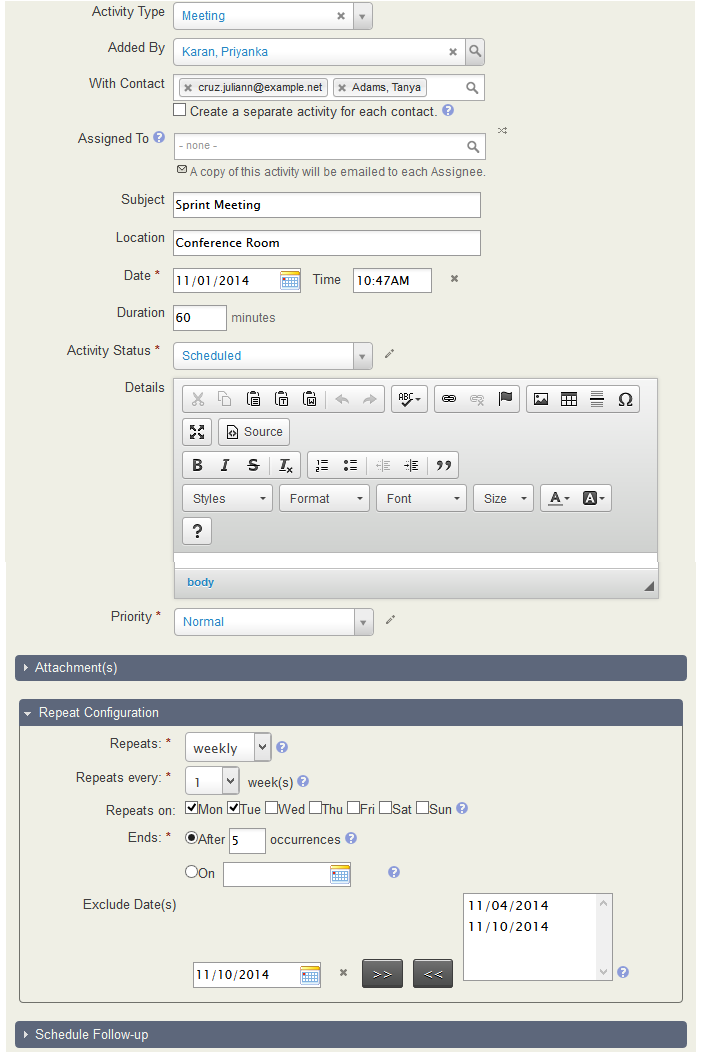 Activity Type Meeting
Added By Karan, Priyanka
With Contact cruz.juliann@example.net Adams, Tanya
Create a separate activity for each contact. ?
Assigned To ? - none -
A copy of this activity will be emailed to each Assignee.
Subject Sprint Meeting
Location Conference Room
Date * 11/01/2014 Time 10:47AM
Duration 60 minutes
Activity Status * Scheduled
Details
ABC Ω
Source
B I S Ix
Styles Format Font Size A A
?
body
Priority * Normal
Attachment(s)
Repeat Configuration
Repeats: * weekly ?
Repeats every: * 1 week(s) ?
Repeats on: Mon Tue Wed Thu Fri Sat Sun ?
Ends: * After 5 occurrences ?
On ?
Exclude Date(s) 11/04/2014
11/10/2014
11/10/2014 >> << ?
Schedule Follow-up